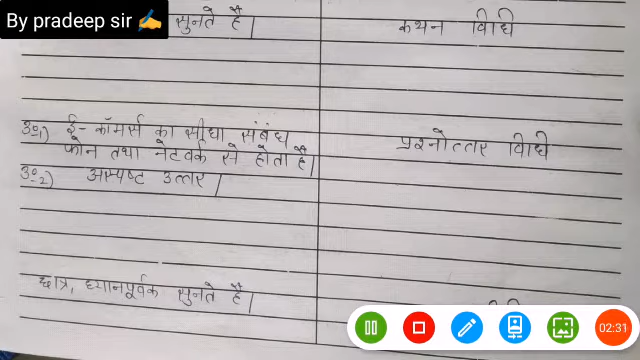 By pradeep sir ✍️
सुनते है|
कथन विधि
उ०1) ई-कॉमर्स का सीधा संबंध
फोन तथा नेटवर्क से होता है|
प्रश्नोत्तर विधि
उ०2) अस्पष्ट उत्तर|
छात्र, ध्यानपूर्वक सुनते है|
02:31